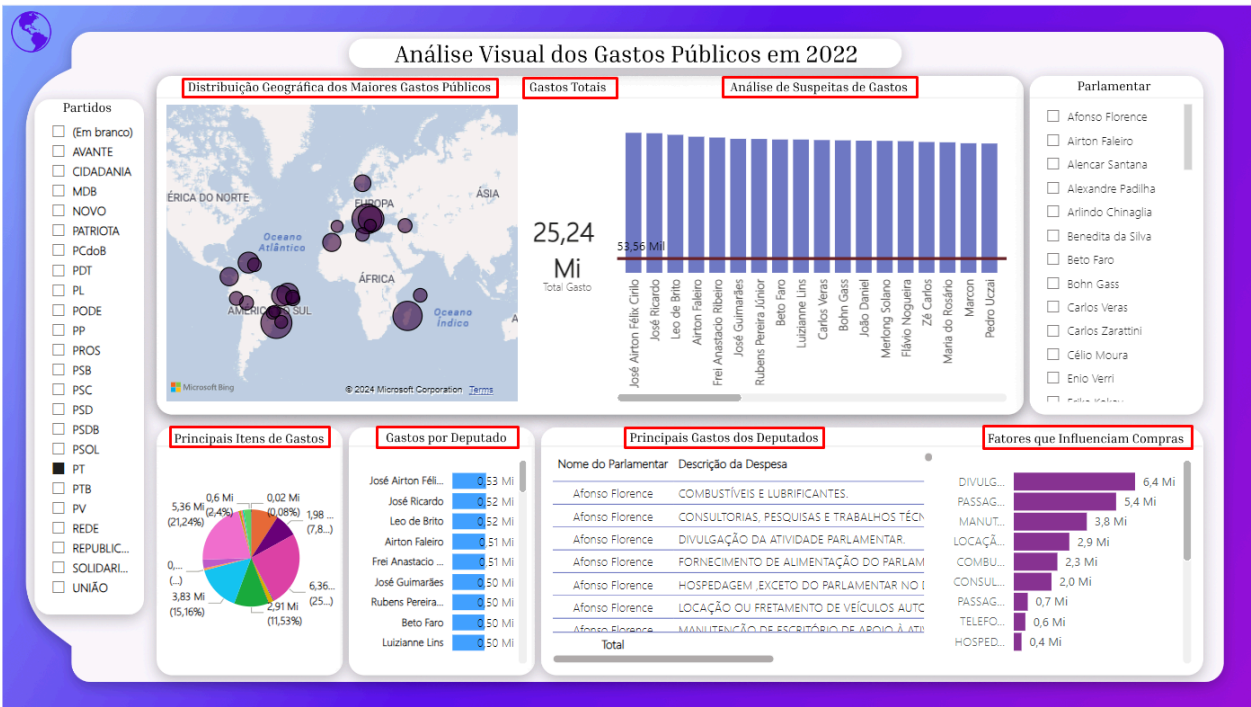 Análise Visual dos Gastos Públicos em 2022
Partidos
(Em branco)
AVANTE
CIDADANIA
MDB
NOVO
PATRIOTA
PCdoB
PDT
PL
PODE
PP
PROS
PSB
PSC
PSD
PSDB
PSOL
PT
PTB
PV
REDE
REPUBLIC...
SOLIDARI...
UNIÃO
Distribuição Geográfica dos Maiores Gastos Públicos
ÉRICA DO NORTE
EUROPA
ÁSIA
Oceano
Atlântico
ÁFRICA
AMÉRICA DO SUL
Oceano
Índico
A
Microsoft Bing
© 2024 Microsoft Corporation Terms
Gastos Totais
25,24
Mi
Total Gasto
Análise de Suspeitas de Gastos
53,56 Mil
José Airton Félix Cirilo
José Ricardo
Leo de Brito
Airton Faleiro
Frei Anastacio Ribeiro
José Guimarães
Rubens Pereira Júnior
Beto Faro
Luizianne Lins
Carlos Veras
Bohn Gass
João Daniel
Merlong Solano
Flávio Nogueira
Zé Carlos
Maria do Rosário
Marcon
Pedro Uczai
Parlamentar
Afonso Florence
Airton Faleiro
Alencar Santana
Alexandre Padilha
Arlindo Chinaglia
Benedita da Silva
Beto Faro
Bohn Gass
Carlos Veras
Carlos Zarattini
Célio Moura
Enio Verri
Principais Itens de Gastos
0,6 Mi
(2,4%)
0,02 Mi
(0,08%)
5,36 Mi
(21,24%)
1,98 ...
(7,8...)
0,...
(...)
6,36...
(25...)
3,83 Mi
(15,16%)
2,91 Mi
(11,53%)
Gastos por Deputado
José Airton Féli... 0,53 Mi
José Ricardo 0,52 Mi
Leo de Brito 0,52 Mi
Airton Faleiro 0,51 Mi
Frei Anastacio ... 0,51 Mi
José Guimarães 0,50 Mi
Rubens Pereira... 0,50 Mi
Beto Faro 0,50 Mi
Luizianne Lins 0,50 Mi
Principais Gastos dos Deputados
Nome do Parlamentar Descrição da Despesa
Afonso Florence COMBUSTÍVEIS E LUBRIFICANTES.
Afonso Florence CONSULTORIAS, PESQUISAS E TRABALHOS TÉCN
Afonso Florence DIVULGAÇÃO DA ATIVIDADE PARLAMENTAR.
Afonso Florence FORNECIMENTO DE ALIMENTAÇÃO DO PARLAM
Afonso Florence HOSPEDAGEM ,EXCETO DO PARLAMENTAR NO D
Afonso Florence LOCAÇÃO OU FRETAMENTO DE VEÍCULOS AUTC
Afonso Florence MANUTENÇÃO DE ESCRITÓRIO DE APOIO À ATIV
Total
Fatores que Influenciam Compras
DIVULG... 6,4 Mi
PASSAG... 5,4 Mi
MANUT... 3,8 Mi
LOCAÇÃ... 2,9 Mi
COMBU... 2,3 Mi
CONSUL... 2,0 Mi
PASSAG... 0,7 Mi
TELEFO... 0,6 Mi
HOSPED... 0,4 Mi